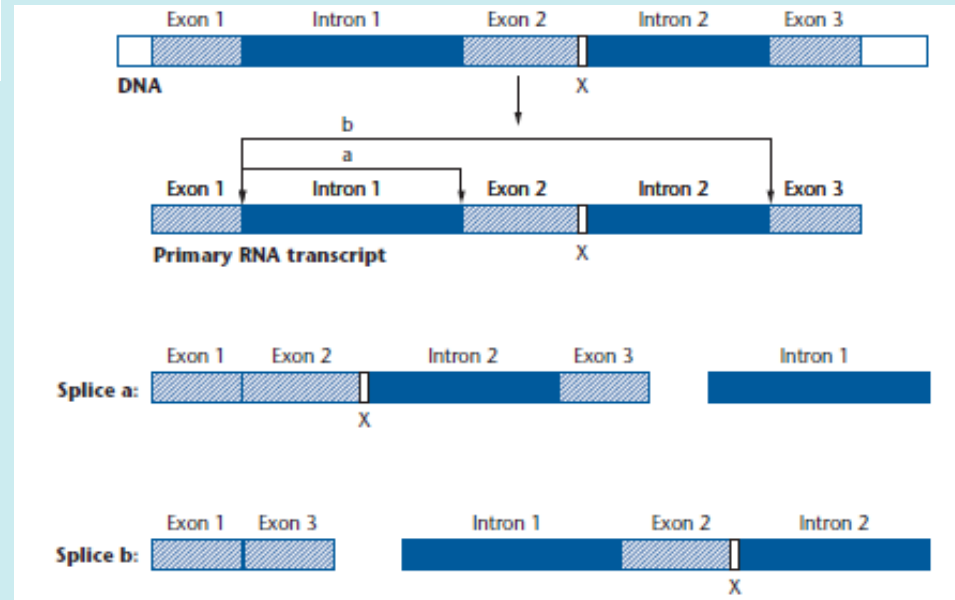 Exon 1 Intron 1 Exon 2 Intron 2 Exon 3
DNA X
b
a
Exon 1 Intron 1 Exon 2 Intron 2 Exon 3
Primary RNA transcript X
Exon 1 Exon 2 Intron 2 Exon 3 Intron 1
Splice a:
X
Exon 1 Exon 3 Intron 1 Exon 2 Intron 2
Splice b:
X